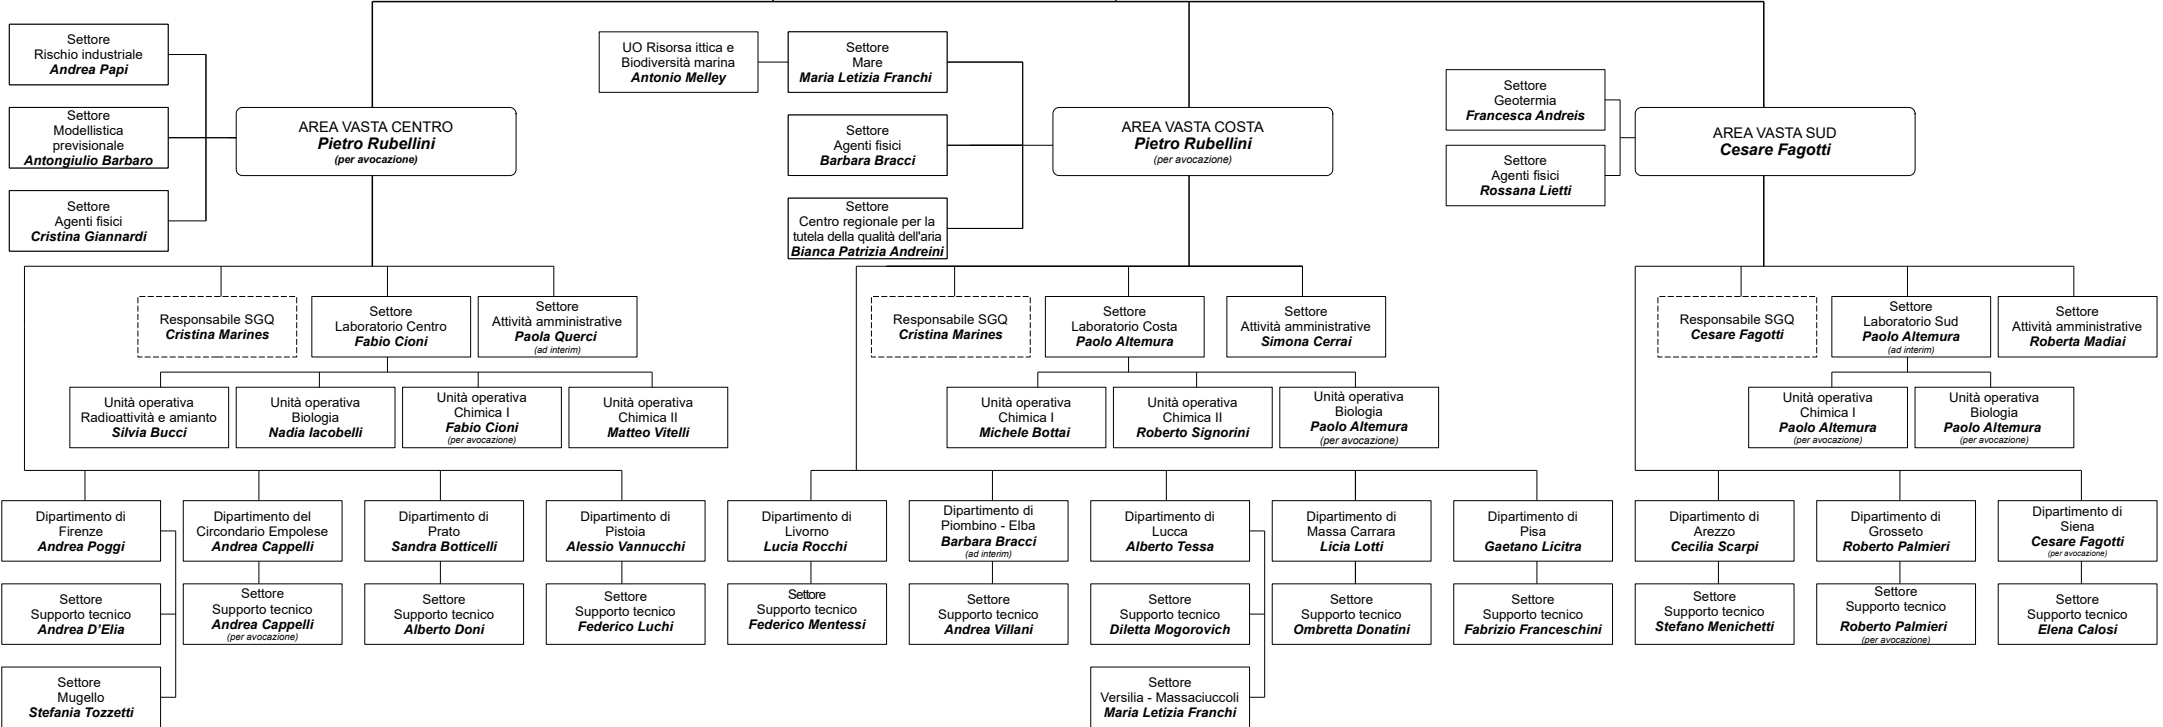 Settore
Rischio industriale
Andrea Papi
Settore
Modellistica
previsionale
Antongiulio Barbaro
Settore
Agenti fisici
Cristina Giannardi
AREA VASTA CENTRO
Pietro Rubellini
(per avocazione)
UO Risorsa ittica e
Biodiversità marina
Antonio Melley
Settore
Mare
Maria Letizia Franchi
Settore
Agenti fisici
Barbara Bracci
Settore
Centro regionale per la
tutela della qualità dell'aria
Bianca Patrizia Andreini
AREA VASTA COSTA
Pietro Rubellini
(per avocazione)
Settore
Geotermia
Francesca Andreis
Settore
Agenti fisici
Rossana Lietti
AREA VASTA SUD
Cesare Fagotti
Responsabile SGQ
Cristina Marines
Settore
Laboratorio Centro
Fabio Cioni
Settore
Attività amministrative
Paola Querci
(ad interim)
Responsabile SGQ
Cristina Marines
Settore
Laboratorio Costa
Paolo Altemura
Settore
Attività amministrative
Simona Cerrai
Responsabile SGQ
Cesare Fagotti
Settore
Laboratorio Sud
Paolo Altemura
(ad interim)
Settore
Attività amministrative
Roberta Madiai
Unità operativa
Radioattività e amianto
Silvia Bucci
Unità operativa
Biologia
Nadia Iacobelli
Unità operativa
Chimica I
Fabio Cioni
(per avocazione)
Unità operativa
Chimica II
Matteo Vitelli
Unità operativa
Chimica I
Michele Bottai
Unità operativa
Chimica II
Roberto Signorini
Unità operativa
Biologia
Paolo Altemura
(per avocazione)
Unità operativa
Chimica I
Paolo Altemura
(per avocazione)
Unità operativa
Biologia
Paolo Altemura
(per avocazione)
Dipartimento di
Firenze
Andrea Poggi
Dipartimento del
Circondario Empolese
Andrea Cappelli
Dipartimento di
Prato
Sandra Botticelli
Dipartimento di
Pistoia
Alessio Vannucchi
Dipartimento di
Livorno
Lucia Rocchi
Dipartimento di
Piombino - Elba
Barbara Bracci
(ad interim)
Dipartimento di
Lucca
Alberto Tessa
Dipartimento di
Massa Carrara
Licia Lotti
Dipartimento di
Pisa
Gaetano Licitra
Dipartimento di
Arezzo
Cecilia Scarpi
Dipartimento di
Grosseto
Roberto Palmieri
Dipartimento di
Siena
Cesare Fagotti
(per avocazione)
Settore
Supporto tecnico
Andrea D’Elia
Settore
Supporto tecnico
Andrea Cappelli
(per avocazione)
Settore
Supporto tecnico
Alberto Doni
Settore
Supporto tecnico
Federico Luchi
Settore
Supporto tecnico
Federico Mentessi
Settore
Supporto tecnico
Andrea Villani
Settore
Supporto tecnico
Diletta Mogorovich
Settore
Supporto tecnico
Ombretta Donatini
Settore
Supporto tecnico
Fabrizio Franceschini
Settore
Supporto tecnico
Stefano Menichetti
Settore
Supporto tecnico
Roberto Palmieri
(per avocazione)
Settore
Supporto tecnico
Elena Calosi
Settore
Mugello
Stefania Tozzetti
Settore
Versilia - Massaciuccoli
Maria Letizia Franchi